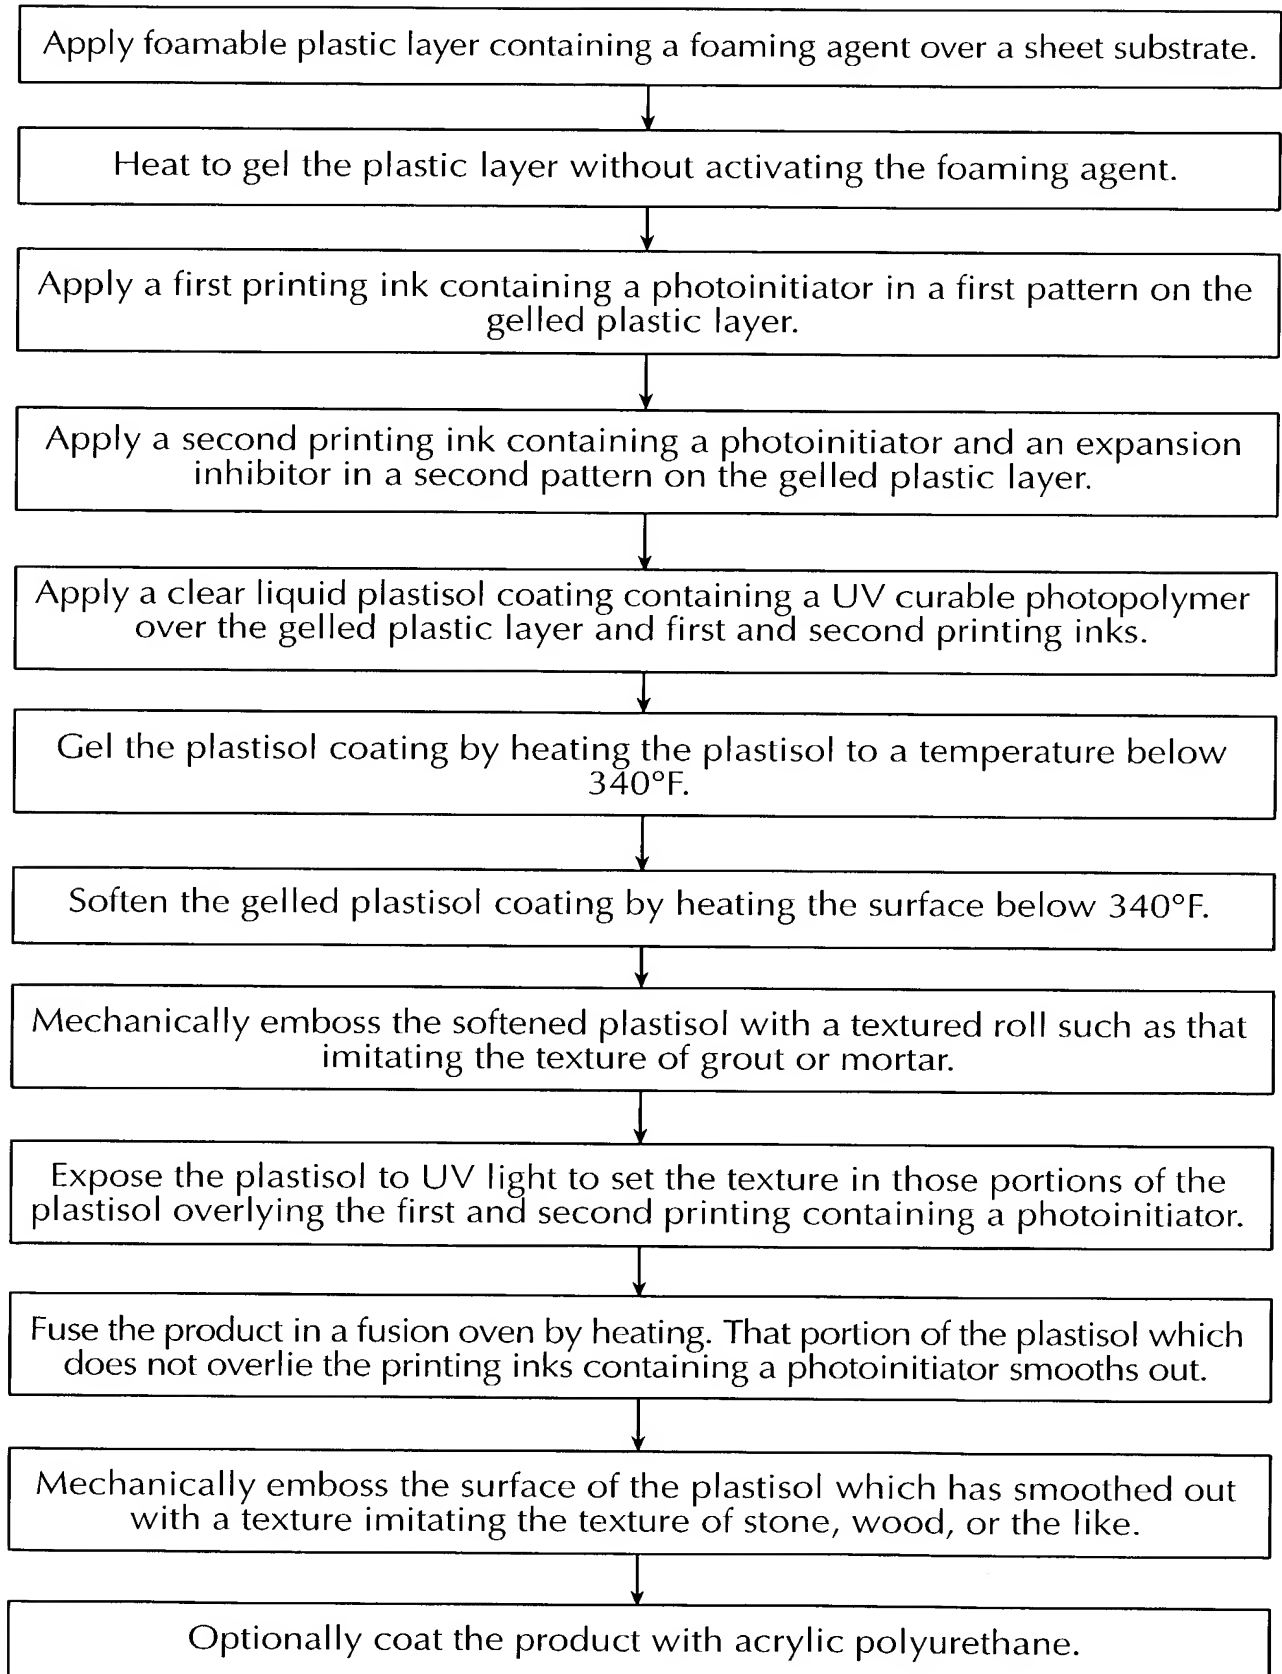 Apply foamable plastic layer containing a foaming agent over a sheet substrate.
Heat to gel the plastic layer without activating the foaming agent.
Apply a first printing ink containing a photoinitiator in a first pattern on the
gelled plastic layer.
Apply a second printing ink containing a photoinitiator and an expansion
inhibitor in a second pattern on the gelled plastic layer.
Apply a clear liquid plastisol coating containing a UV curable photopolymer
over the gelled plastic layer and first and second printing inks.
Gel the plastisol coating by heating the plastisol to a temperature below
340°F.
Soften the gelled plastisol coating by heating the surface below 340°F.
Mechanically emboss the softened plastisol with a textured roll such as that
imitating the texture of grout or mortar.
Expose the plastisol to UV light to set the texture in those portions of the
plastisol overlying the first and second printing containing a photoinitiator.
Fuse the product in a fusion oven by heating. That portion of the plastisol which
does not overlie the printing inks containing a photoinitiator smooths out.
Mechanically emboss the surface of the plastisol which has smoothed out
with a texture imitating the texture of stone, wood, or the like.
Optionally coat the product with acrylic polyurethane.